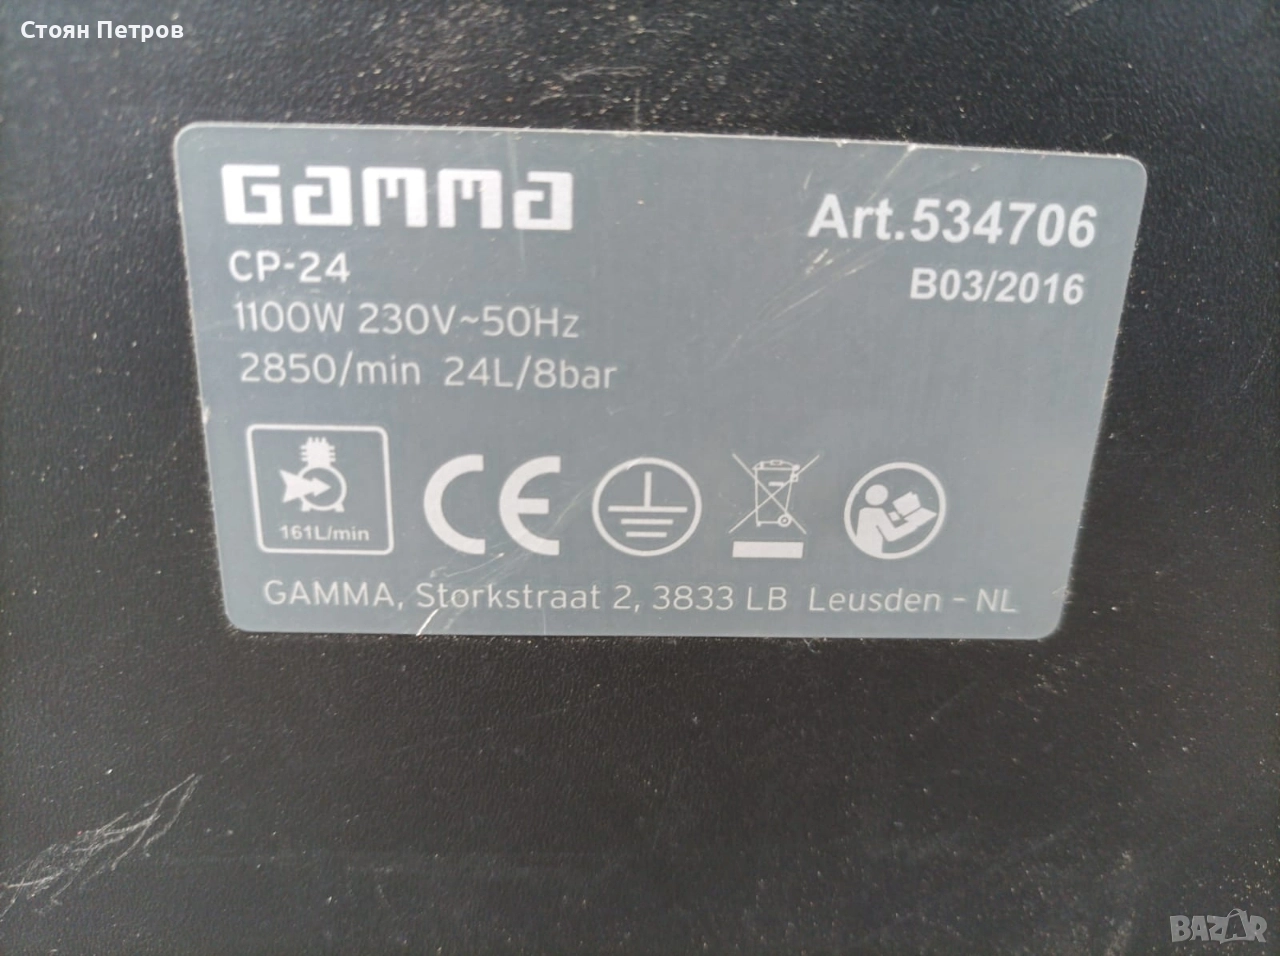 Стоян Петров
GAMMA
Art.534706
CP-24
B03/2016
1100W 230V~50Hz
2850/min 24L/8bar
161L/min
CE
GAMMA, Storkstraat 2, 3833 LB Leusden - NL
BAZAR